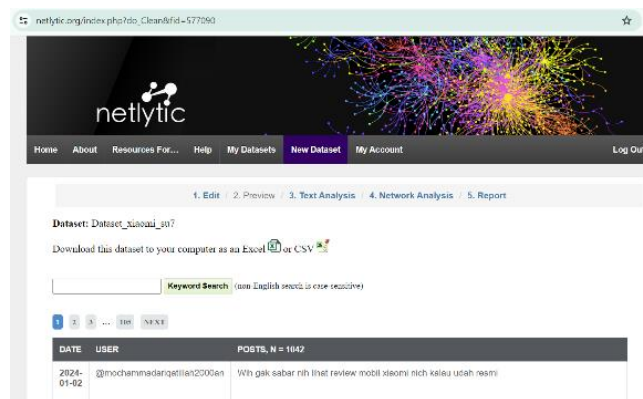 netlytic.org/index.php?do_Clean&fid=577090
netlytic
Home About Resources For... Help My Datasets New Dataset My Account Log Out
1. Edit / 2. Preview / 3. Text Analysis / 4. Network Analysis / 5. Report
Dataset: Dataset_xiaomi_su7
Download this dataset to your computer as an Excel or CSV
Keyword Search (non-English search is case-sensitive)
1 2 3 ... 105 NEXT
DATE USER POSTS, N = 1042
2024-01-02 Wih gak sabar nih lihat review mobil xiaomi nich kalau udah resmi